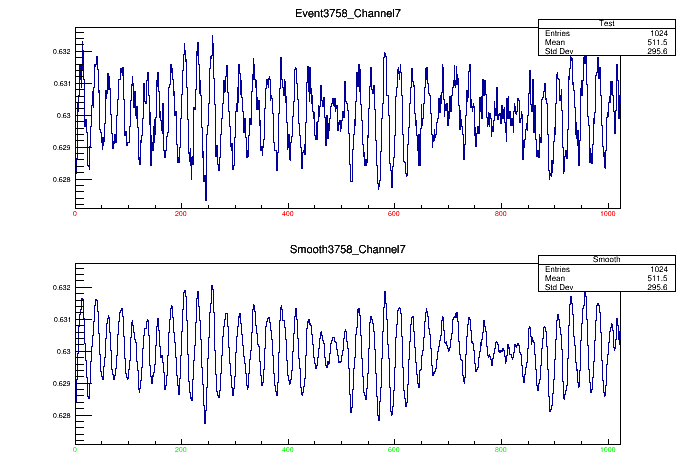 Event3758_Channel7
Test
Entries 1024
Mean 511.5
Std Dev 295.6
0.632
0.631
0.63
0.629
0.628
0 200 400 600 800 1000
Smooth3758_Channel7
Smooth
Entries 1024
Mean 511.5
Std Dev 295.6
0.632
0.631
0.63
0.629
0.628
0 200 400 600 800 1000